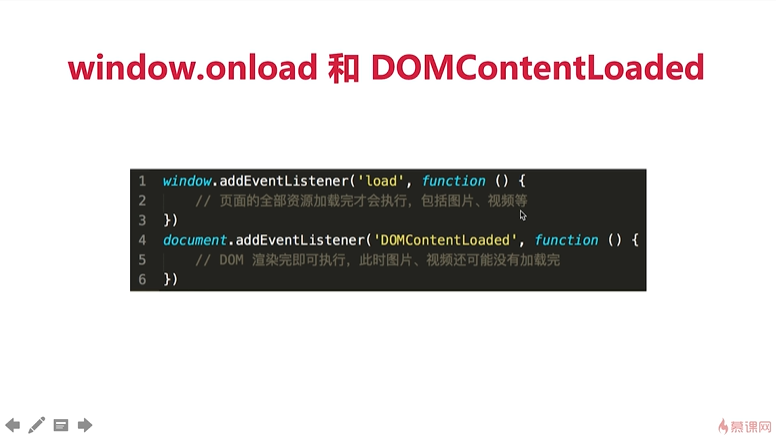 window.onload 和 DOMContentLoaded
1 window.addEventListener('load', function () {
2 // 页面的全部资源加载完才会执行，包括图片、视频等
3 })
4 document.addEventListener('DOMContentLoaded', function () {
5 // DOM 渲染完即可执行，此时图片、视频还可能没有加载完
6 })
慕课网